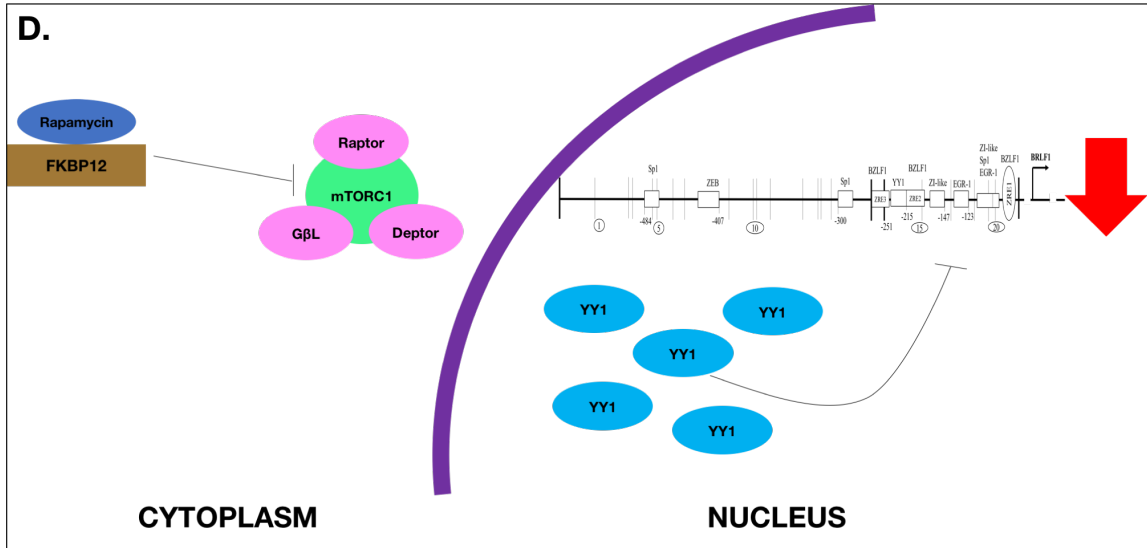 D.
Rapamycin
FKBP12
Raptor
mTORC1
GβL
Deptor
Sp1
ZEB
Sp1
BZLF1
YY1
BZLF1
ZI-like
EGR-1
ZI-like
Sp1
EGR-1
BZLF1
BRLF1
ZRE3
ZRE2
ZRE1
-484
-407
-300
-251
-215
-147
-123
1
5
10
15
20
YY1
YY1
YY1
YY1
YY1
CYTOPLASM
NUCLEUS